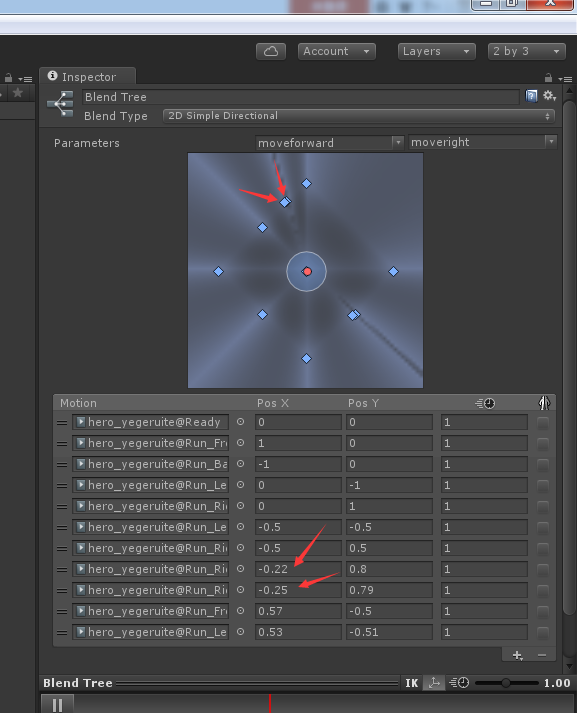 Account
Layers
2 by 3
Inspector
Blend Tree
Blend Type 2D Simple Directional
Parameters moveforward moveright
Motion Pos X Pos Y
hero_yegeruite@Ready 0 0 1
hero_yegeruite@Run_Fr 1 0 1
hero_yegeruite@Run_Ba -1 0 1
hero_yegeruite@Run_Le 0 -1 1
hero_yegeruite@Run_Ri 0 1 1
hero_yegeruite@Run_Le -0.5 -0.5 1
hero_yegeruite@Run_Ri -0.5 0.5 1
hero_yegeruite@Run_Ri -0.22 0.8 1
hero_yegeruite@Run_Ri -0.25 0.79 1
hero_yegeruite@Run_Fr 0.57 -0.5 1
hero_yegeruite@Run_Le 0.53 -0.51 1
Blend Tree IK 1.00